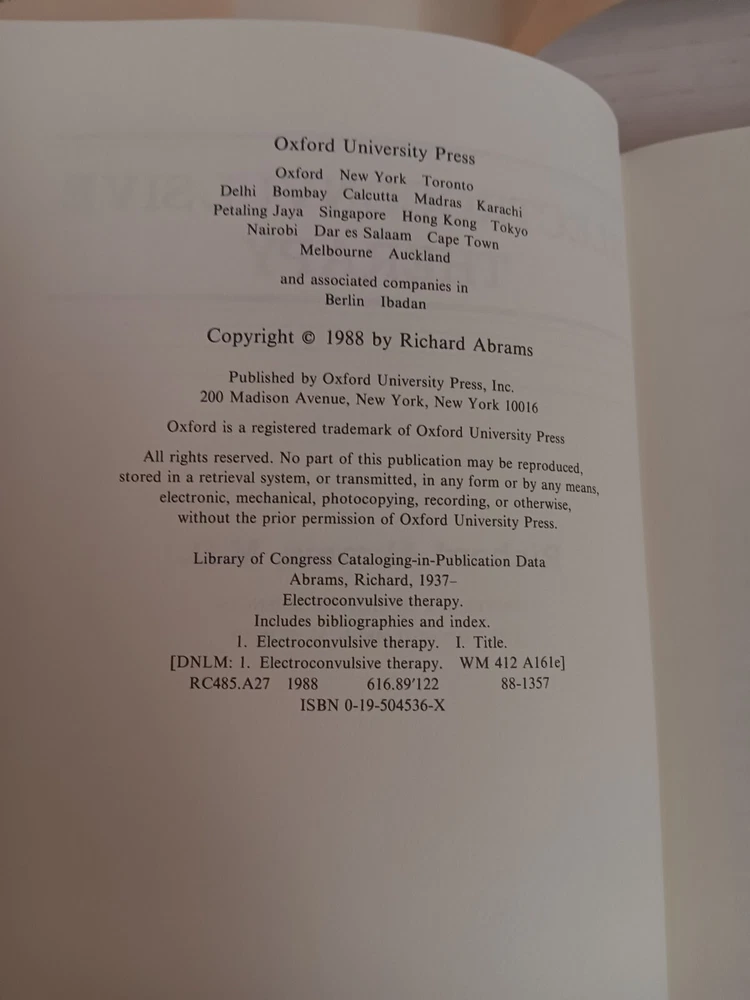 Oxford University Press
Oxford New York Toronto
Delhi Bombay Calcutta Madras Karachi
Petaling Jaya Singapore Hong Kong Tokyo
Nairobi Dar es Salaam Cape Town
Melbourne Auckland
and associated companies in
Berlin Ibadan
Copyright © 1988 by Richard Abrams
Published by Oxford University Press, Inc.
200 Madison Avenue, New York, New York 10016
Oxford is a registered trademark of Oxford University Press
All rights reserved. No part of this publication may be reproduced,
stored in a retrieval system, or transmitted, in any form or by any means,
electronic, mechanical, photocopying, recording, or otherwise,
without the prior permission of Oxford University Press.
Library of Congress Cataloging-in-Publication Data
Abrams, Richard, 1937–
Electroconvulsive therapy.
Includes bibliographies and index.
1. Electroconvulsive therapy. I. Title.
[DNLM: 1. Electroconvulsive therapy. WM 412 A161e]
RC485.A27 1988 616.89'122 88-1357
ISBN 0-19-504536-X